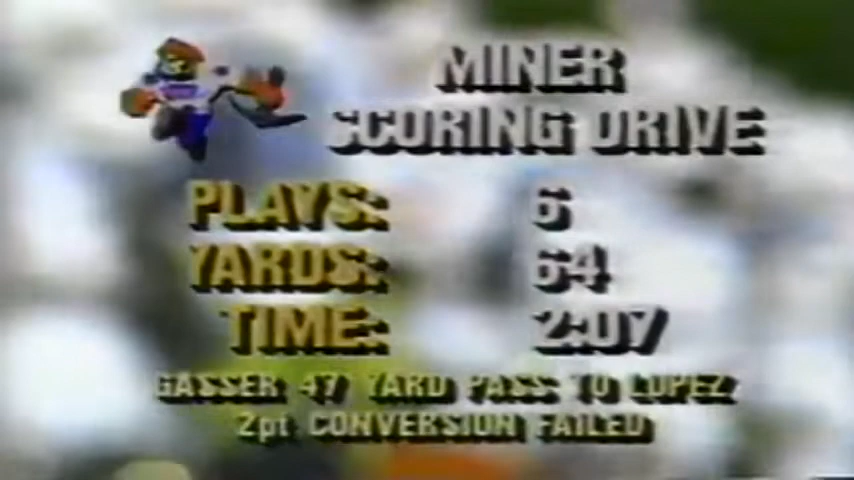 MINER
SCORING DRIVE
PLAYS: 6
YARDS: 64
TIME: 2:07
GASSER 47 YARD PASS TO LOPEZ
2pt CONVERSION FAILED